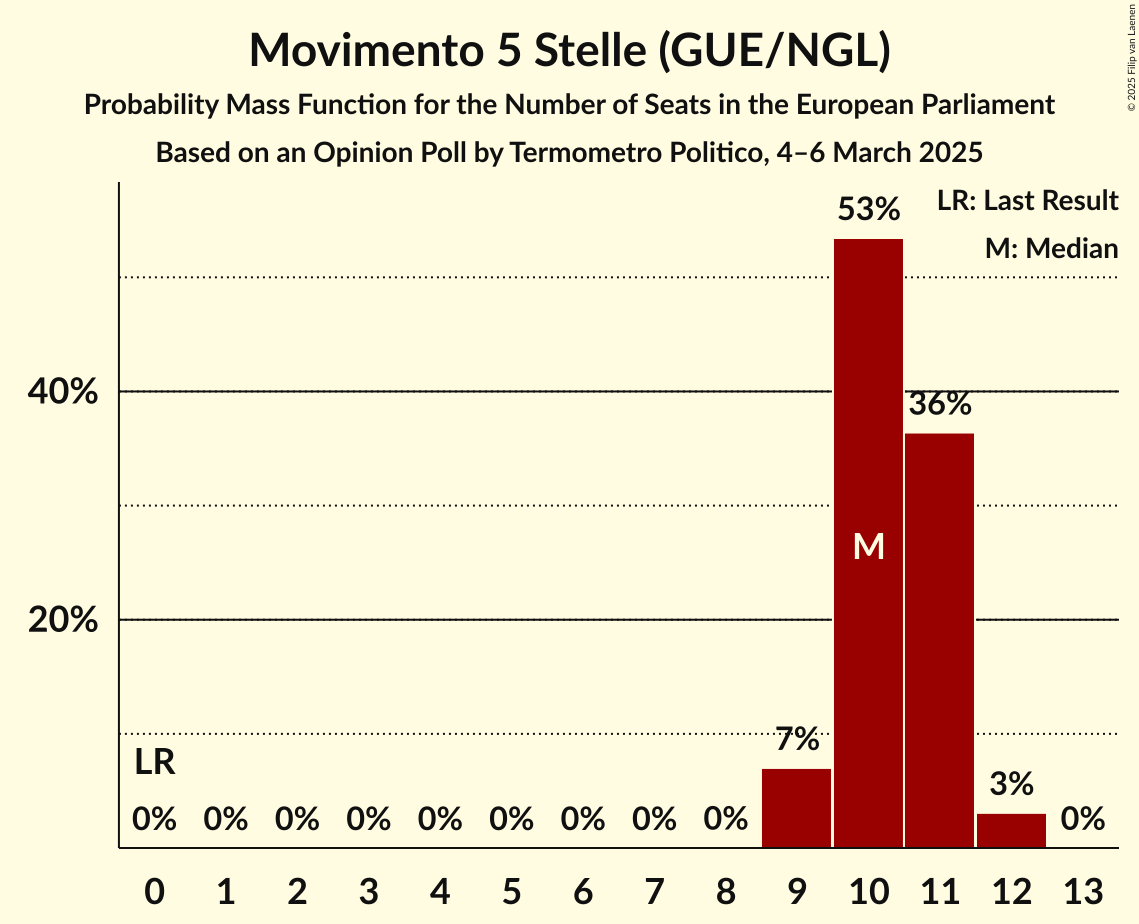 Movimento 5 Stelle (GUE/NGL)
Probability Mass Function for the Number of Seats in the European Parliament
Based on an Opinion Poll by Termometro Politico, 4–6 March 2025
© 2025 Filip van Laenen
LR: Last Result
M: Median
53%
40%
36%
M
20%
7%
LR
3%
0% 0% 0% 0% 0% 0% 0% 0% 0% 0%
0 1 2 3 4 5 6 7 8 9 10 11 12 13